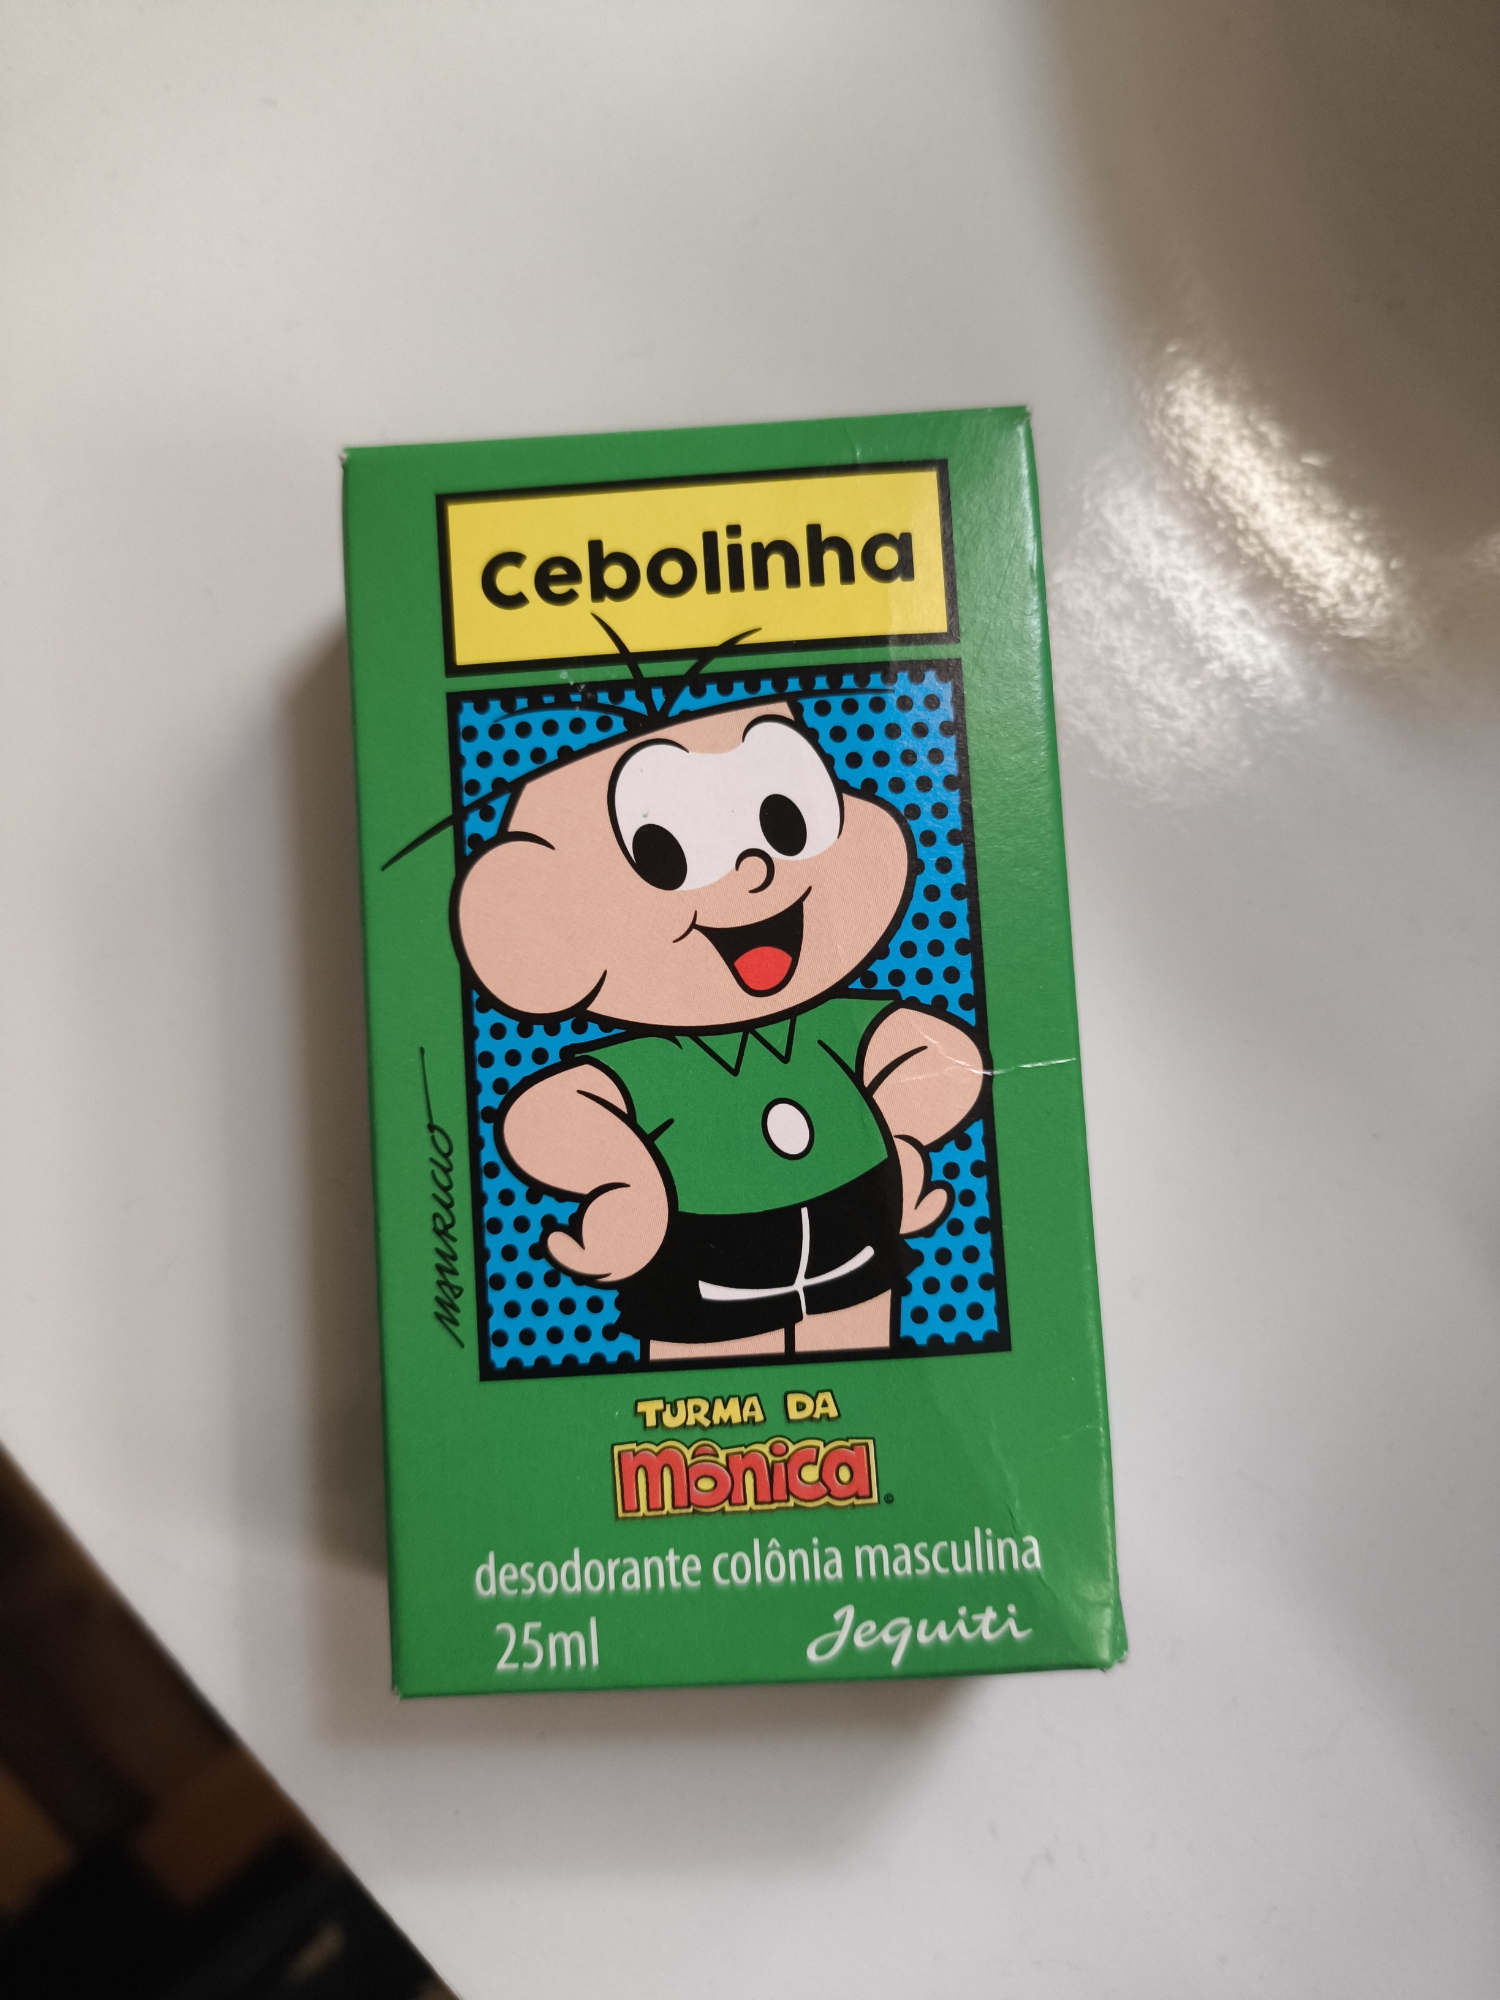 Cebolinha
MAURICIO
TURMA DA
MÔNICA
©
desodorante colônia masculina
25ml
Jequiti